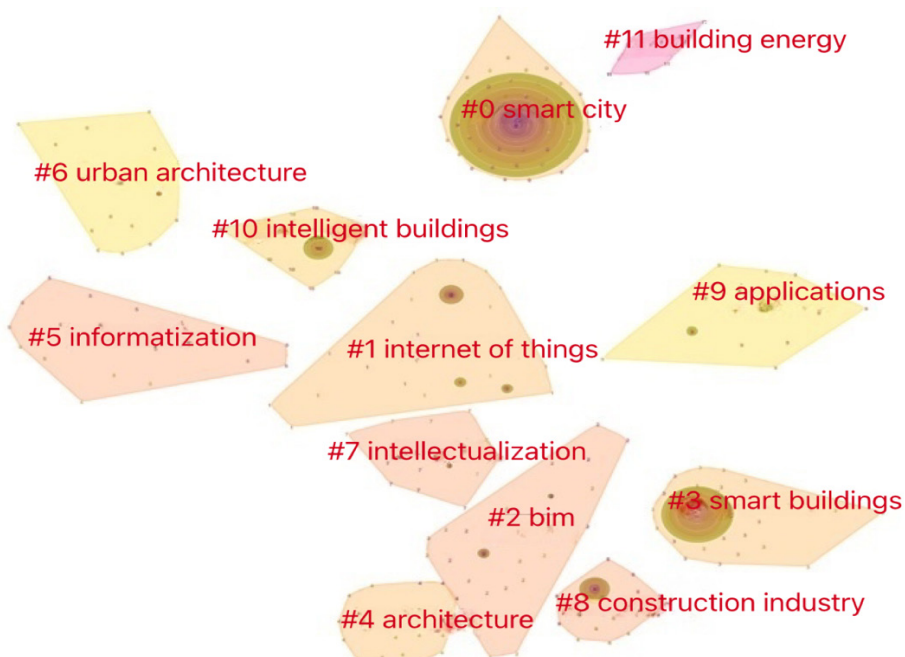 #11 building energy
#0 smart city
#6 urban architecture
#10 intelligent buildings
#9 applications
#5 informatization
#1 internet of things
#7 intellectualization
#3 smart buildings
#2 bim
#8 construction industry
#4 architecture